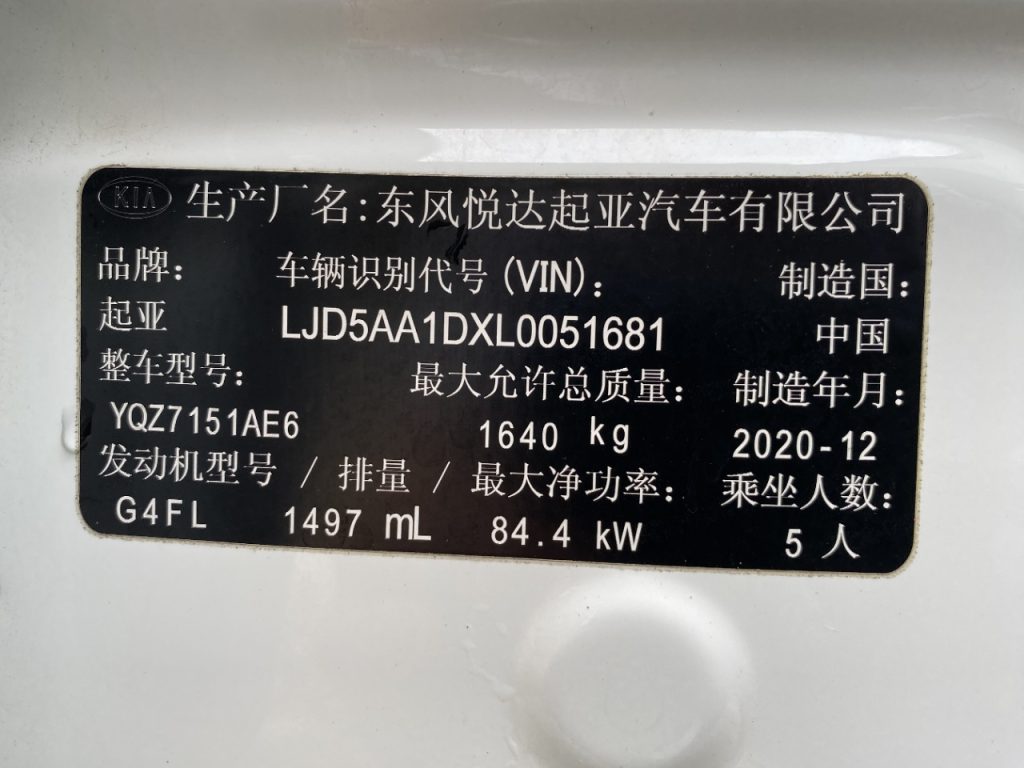 KIA 生产厂名:东风悦达起亚汽车有限公司
品牌: 车辆识别代号(VIN): 制造国:
起亚 LJD5AA1DXL0051681 中国
整车型号: 最大允许总质量: 制造年月:
YQZ7151AE6 1640 kg 2020-12
发动机型号 / 排量 / 最大净功率: 乘坐人数:
G4FL 1497 mL 84.4 kW 5 人